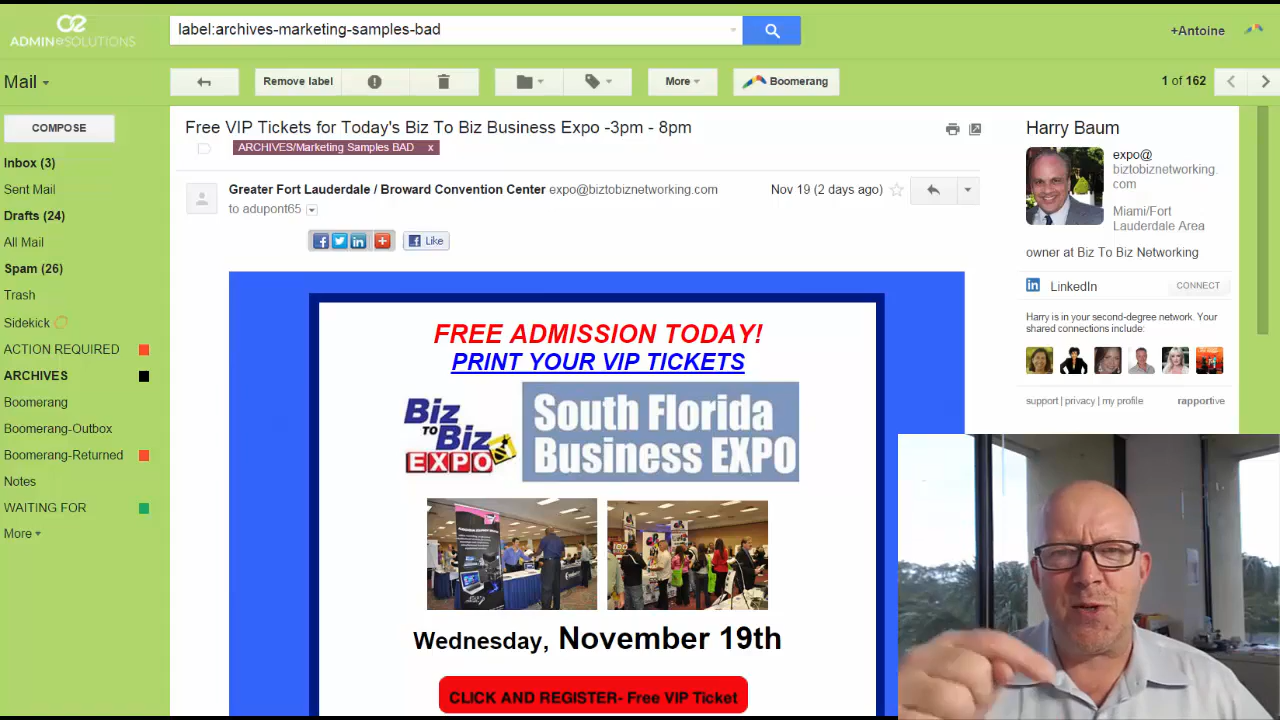 ADMINeSOLUTIONS
label:archives-marketing-samples-bad
+Antoine
Mail
Remove label
More
Boomerang
1 of 162
COMPOSE
Inbox (3)
Sent Mail
Drafts (24)
All Mail
Spam (26)
Trash
Sidekick
ACTION REQUIRED
ARCHIVES
Boomerang
Boomerang-Outbox
Boomerang-Returned
Notes
WAITING FOR
More
Free VIP Tickets for Today's Biz To Biz Business Expo -3pm - 8pm
ARCHIVES/Marketing Samples BAD x
Greater Fort Lauderdale / Broward Convention Center expo@biztobiznetworking.com
Nov 19 (2 days ago)
to adupont65
Like
FREE ADMISSION TODAY!
PRINT YOUR VIP TICKETS
Biz
TO
Biz
EXPO
South Florida
Business EXPO
Wednesday, November 19th
CLICK AND REGISTER- Free VIP Ticket
Harry Baum
expo@
biztobiznetworking.
com
Miami/Fort
Lauderdale Area
owner at Biz To Biz Networking
in LinkedIn
CONNECT
Harry is in your second-degree network. Your
shared connections include:
support | privacy | my profile
rapportive